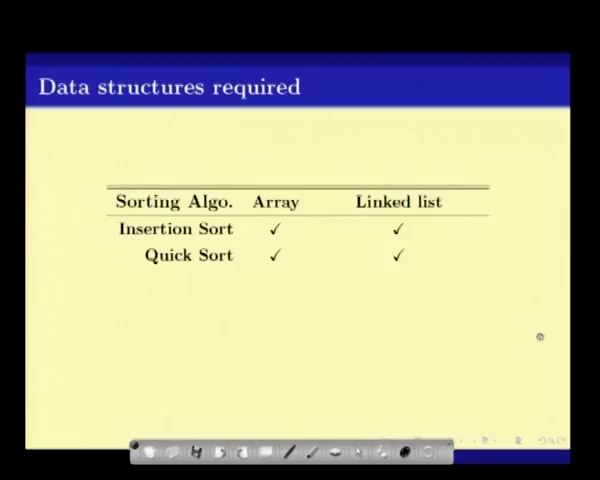 Data structures required
Sorting Algo. Array Linked list
Insertion Sort ✓ ✓
Quick Sort ✓ ✓